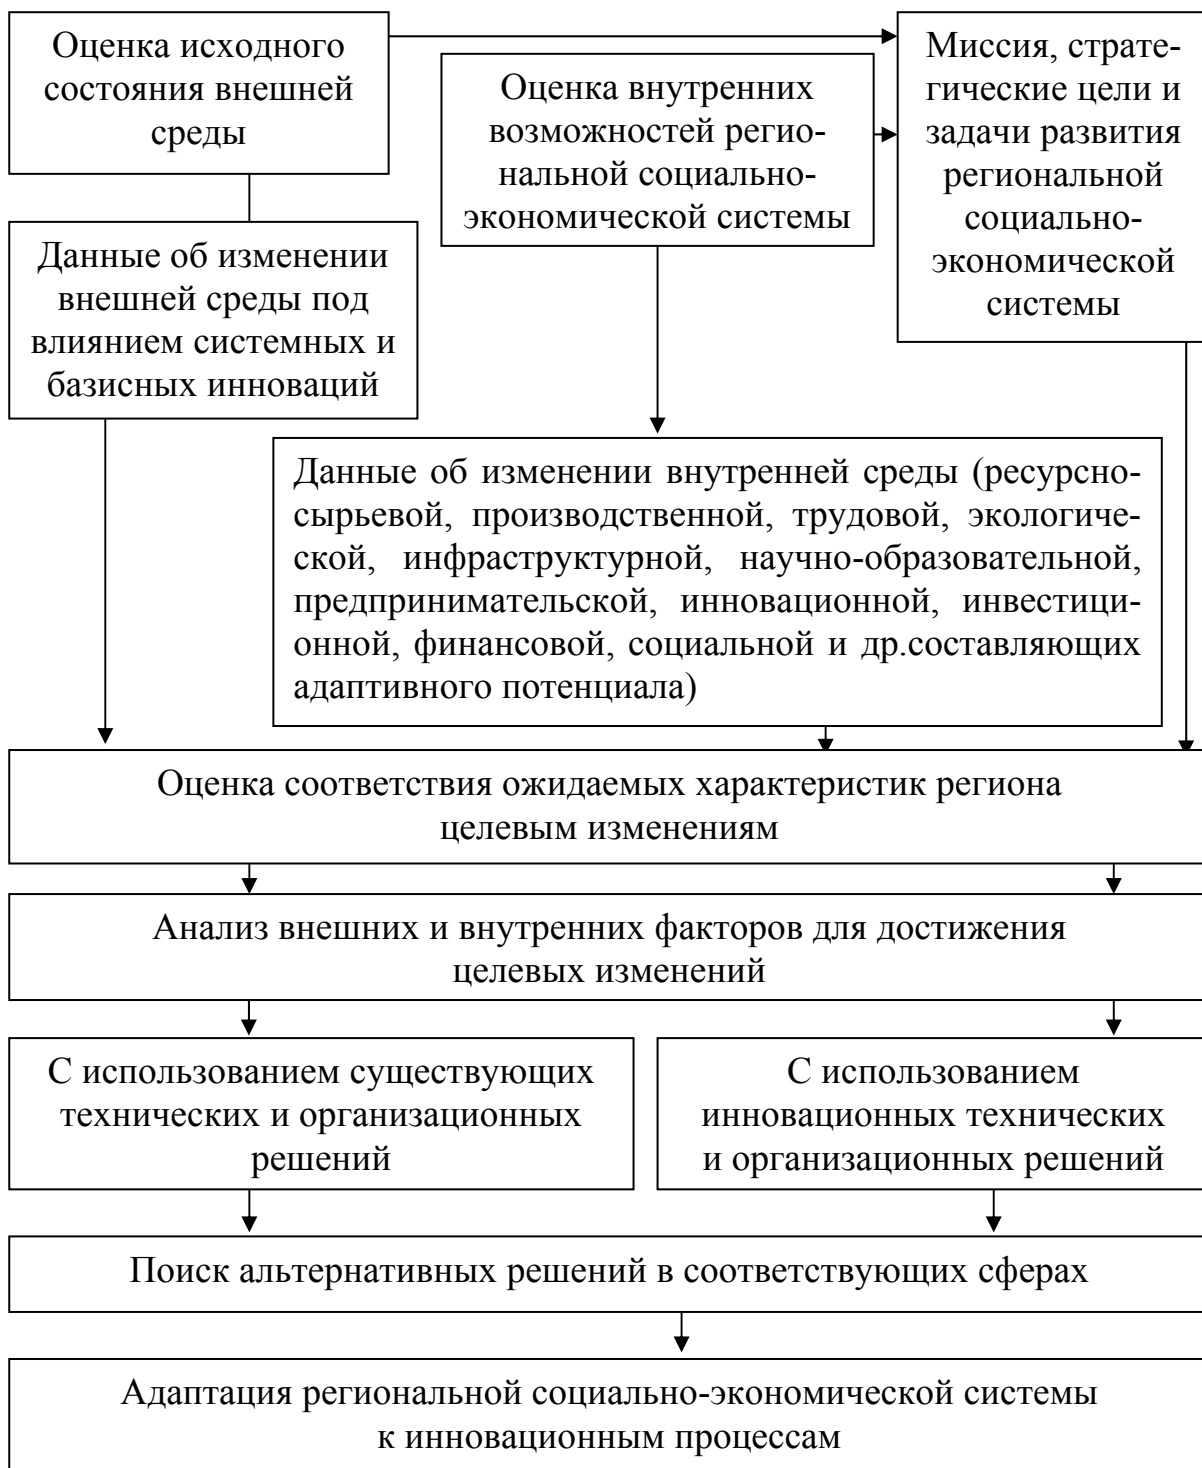 Оценка исходного
состояния внешней
среды
Оценка внутренних
возможностей регио-
нальной социально-
экономической системы
Миссия, страте-
гические цели и
задачи развития
региональной
социально-
экономической
системы
Данные об изменении
внешней среды под
влиянием системных и
базисных инноваций
Данные об изменении внутренней среды (ресурсно-
сырьевой, производственной, трудовой, экологиче-
ской, инфраструктурной, научно-образовательной,
предпринимательской, инновационной, инвестици-
онной, финансовой, социальной и др.составляющих
адаптивного потенциала)
Оценка соответствия ожидаемых характеристик региона
целевым изменениям
Анализ внешних и внутренних факторов для достижения
целевых изменений
С использованием существующих
технических и организационных
решений
С использованием
инновационных технических
и организационных решений
Поиск альтернативных решений в соответствующих сферах
Адаптация региональной социально-экономической системы
к инновационным процессам